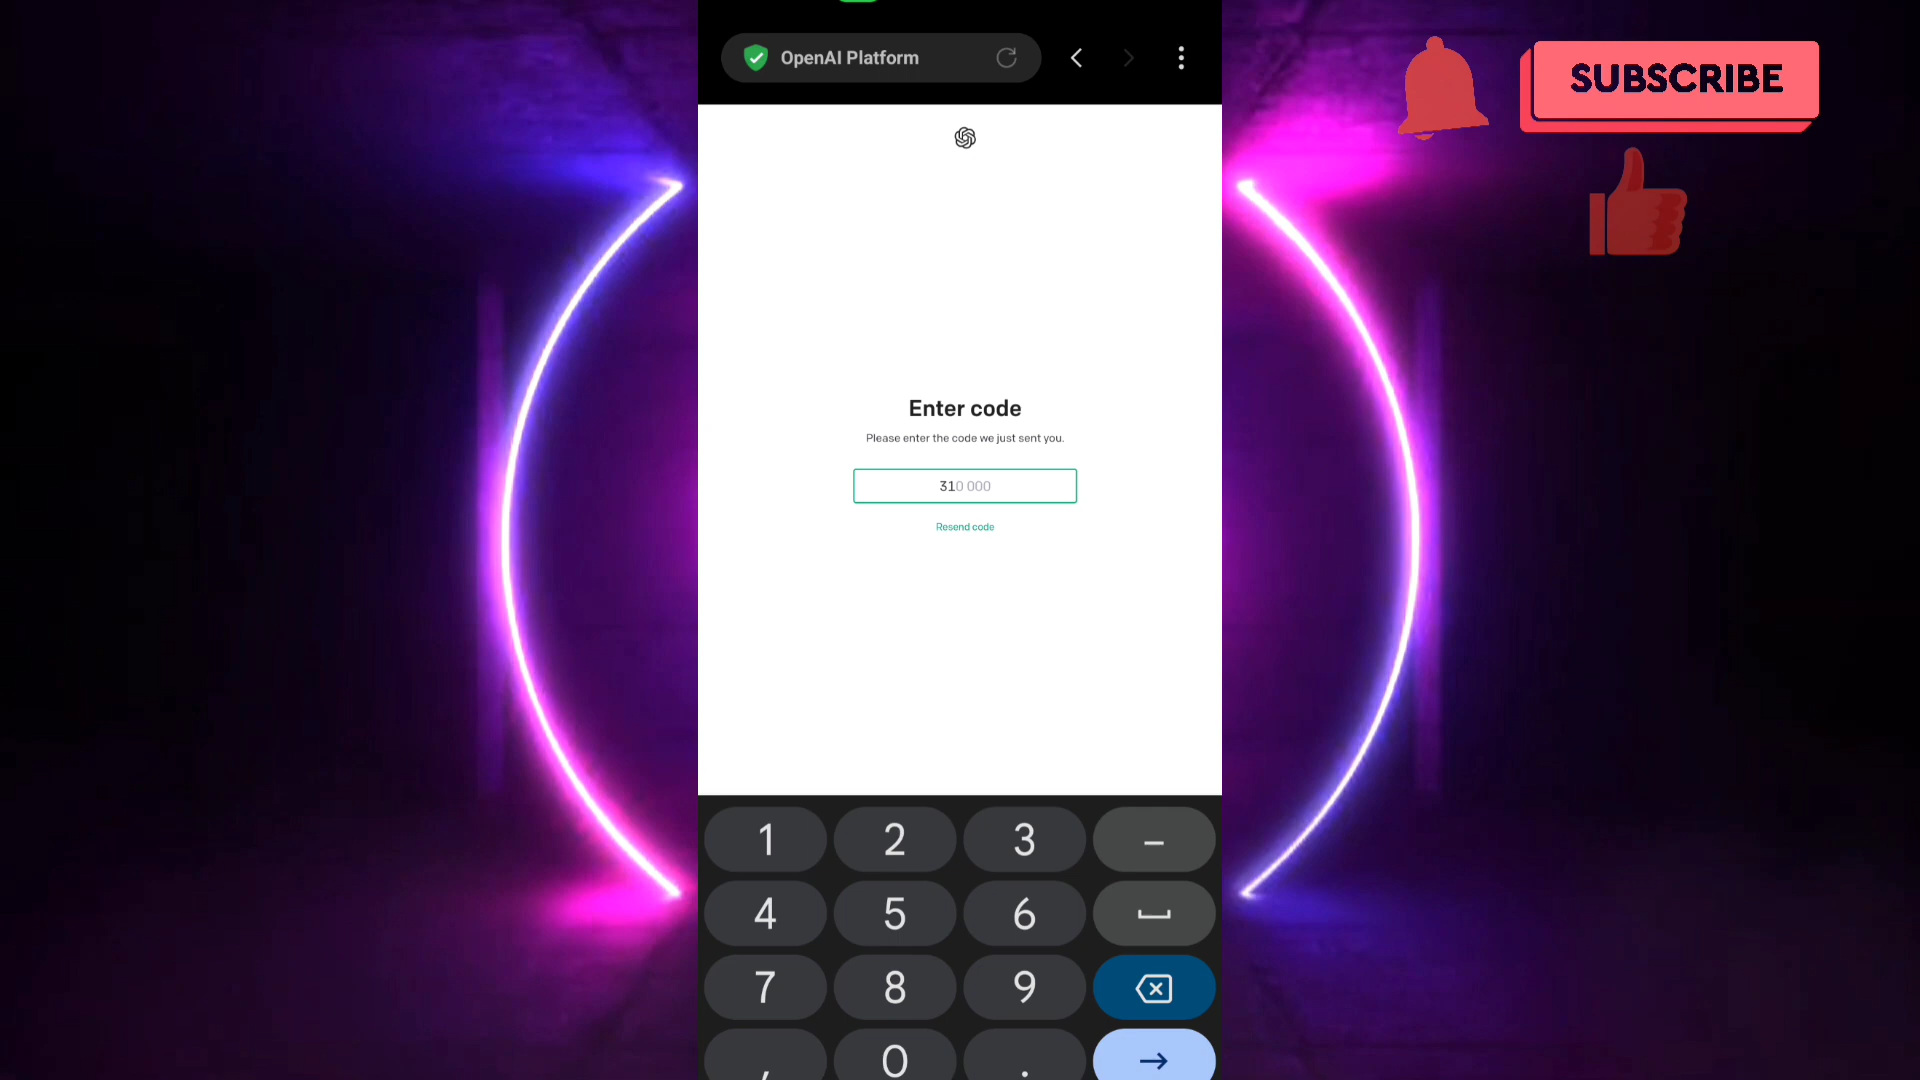 OpenAI Platform
SUBSCRIBE
Enter code
Please enter the code we just sent you.
310 000
Resend code
1 2 3 –
4 5 6
7 8 9
, 0 .